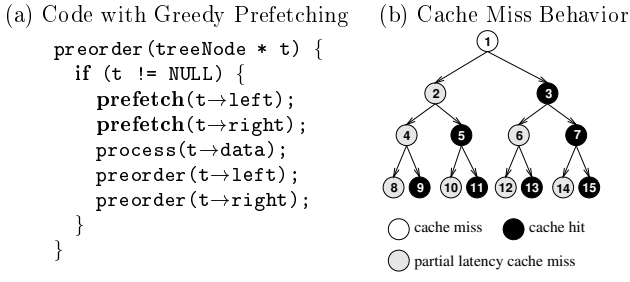 (a) Code with Greedy Prefetching
preorder(treeNode * t) {
if (t != NULL) {
prefetch(t→left);
prefetch(t→right);
process(t→data);
preorder(t→left);
preorder(t→right);
}
}
(b) Cache Miss Behavior
1
2 3
4 5 6 7
8 9 10 11 12 13 14 15
cache miss cache hit
partial latency cache miss